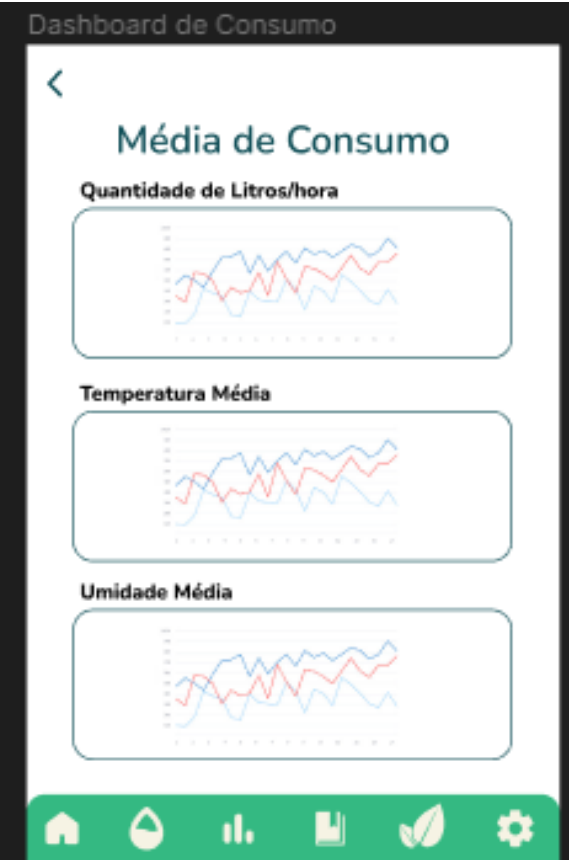 Dashboard de Consumo
Média de Consumo
Quantidade de Litros/hora
Temperatura Média
Umidade Média